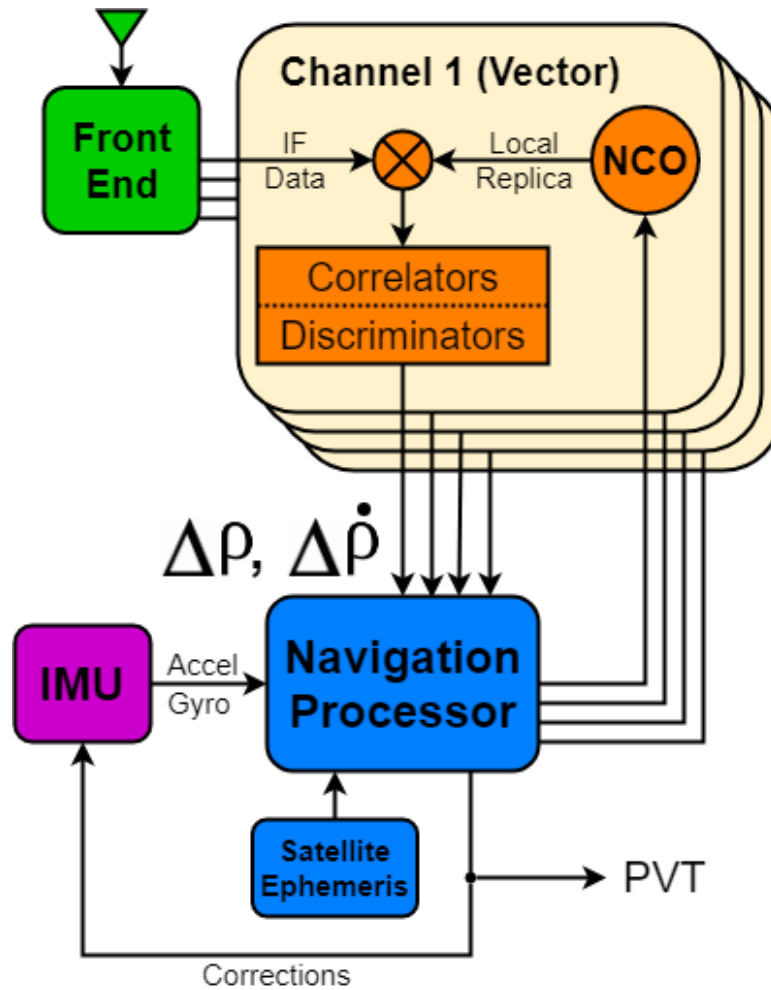 Channel 1 (Vector)
Front
End
IF
Data
Local
Replica
NCO
Correlators
Discriminators
Δρ, Δρ̇
IMU
Accel
Gyro
Navigation
Processor
Satellite
Ephemeris
PVT
Corrections